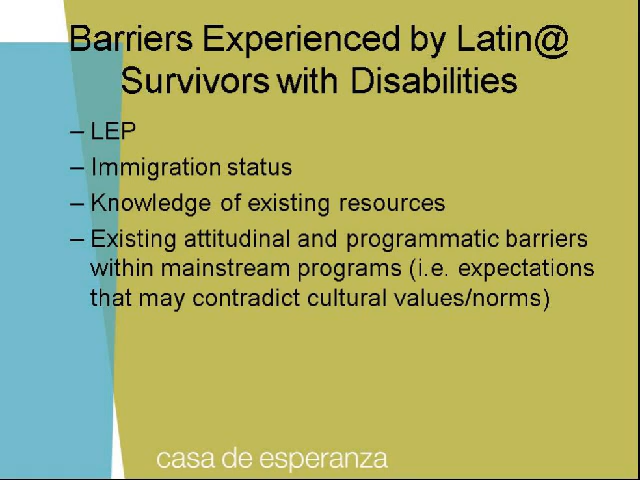 Barriers Experienced by Latin@
Survivors with Disabilities
– LEP
– Immigration status
– Knowledge of existing resources
– Existing attitudinal and programmatic barriers
within mainstream programs (i.e. expectations
that may contradict cultural values/norms)
casa de esperanza